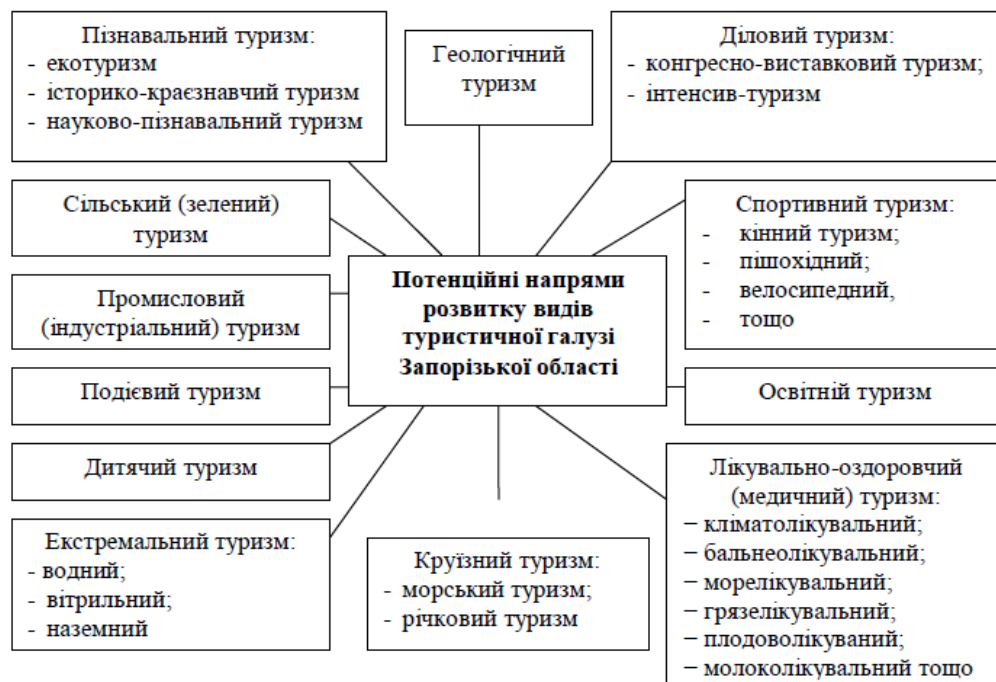 Пізнавальний туризм:
- екотуризм
- історико-краєзнавчий туризм
- науково-пізнавальний туризм
Геологічний
туризм
Діловий туризм:
- конгресно-виставковий туризм;
- інтенсив-туризм
Сільський (зелений)
туризм
Спортивний туризм:
- кінний туризм;
- пішохідний;
- велосипедний,
- тощо
Промисловий
(індустріальний) туризм
Потенційні напрями
розвитку видів
туристичної галузі
Запорізької області
Подієвий туризм
Освітній туризм
Дитячий туризм
Лікувально-оздоровчий
(медичний) туризм:
– кліматолікувальний;
– бальнеолікувальний;
– морелікувальний;
– грязелікувальний;
– плодоволікуваний;
– молоколікувальний тощо
Екстремальний туризм:
- водний;
- вітрильний;
- наземний
Круїзний туризм:
- морський туризм;
- річковий туризм